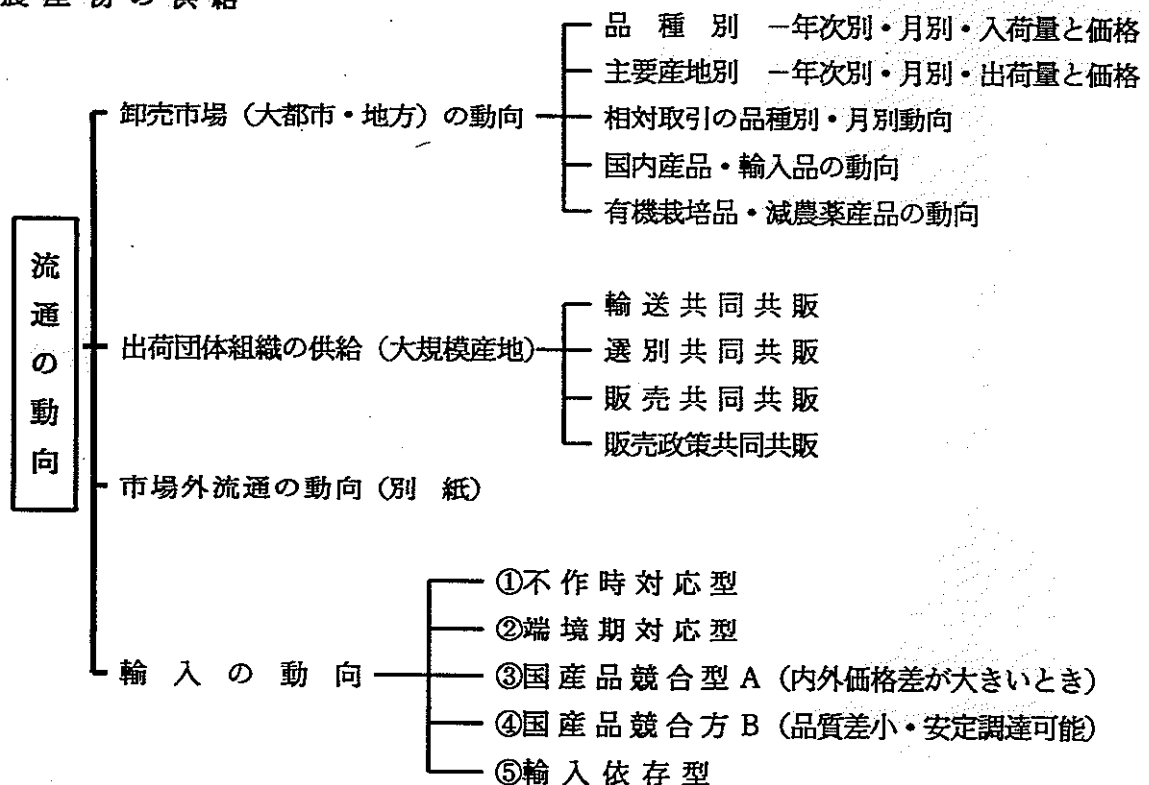 農産物の供給
流通の動向
卸売市場（大都市・地方）の動向
品種別 －年次別・月別・入荷量と価格
主要産地別 －年次別・月別・出荷量と価格
相対取引の品種別・月別動向
国内産品・輸入品の動向
有機栽培品・減農薬産品の動向
出荷団体組織の供給（大規模産地）
輸送共同共販
選別共同共販
販売共同共販
販売政策共同共販
市場外流通の動向（別 紙）
輸入の動向
①不作時対応型
②端境期対応型
③国産品競合型A（内外価格差が大きいとき）
④国産品競合方B（品質差小・安定調達可能）
⑤輸入依存型